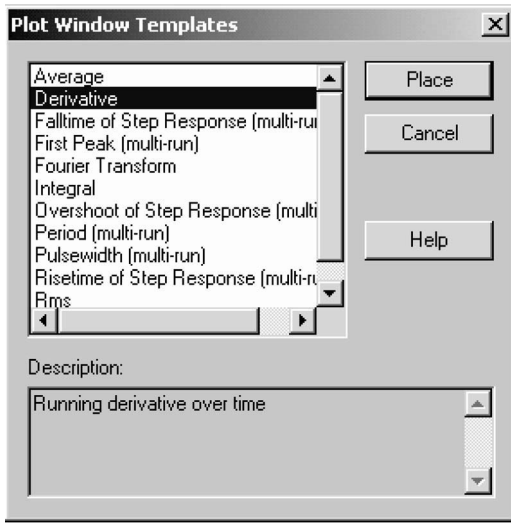 Plot Window Templates
Average
Derivative
Falltime of Step Response (multi-rui
First Peak (multi-run)
Fourier Transform
Integral
Overshoot of Step Response (multi
Period (multi-run)
Pulsewidth (multi-run)
Risetime of Step Response (multi-ru
Rms
Place
Cancel
Help
Description:
Running derivative over time